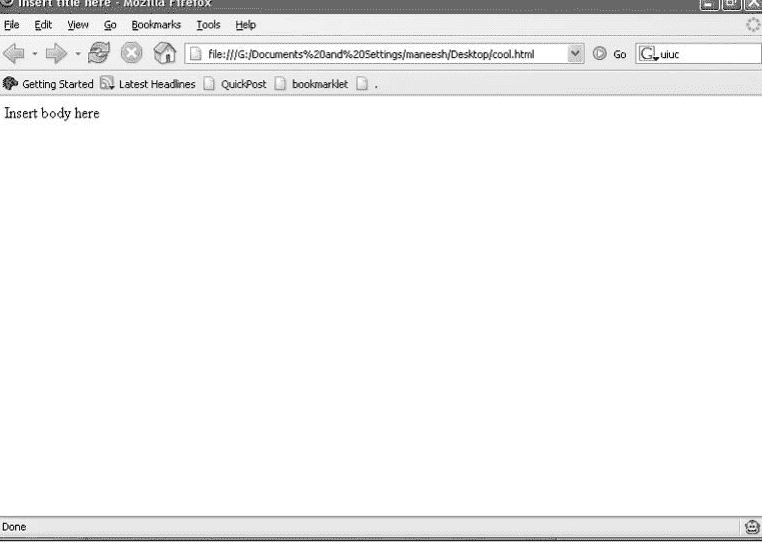 Insert title here - Mozilla Firefox
File Edit View Go Bookmarks Tools Help
file:///G:/Documents%20and%20Settings/maneesh/Desktop/cool.html Go G uiuc
Getting Started Latest Headlines QuickPost bookmarklet .
Insert body here
Done